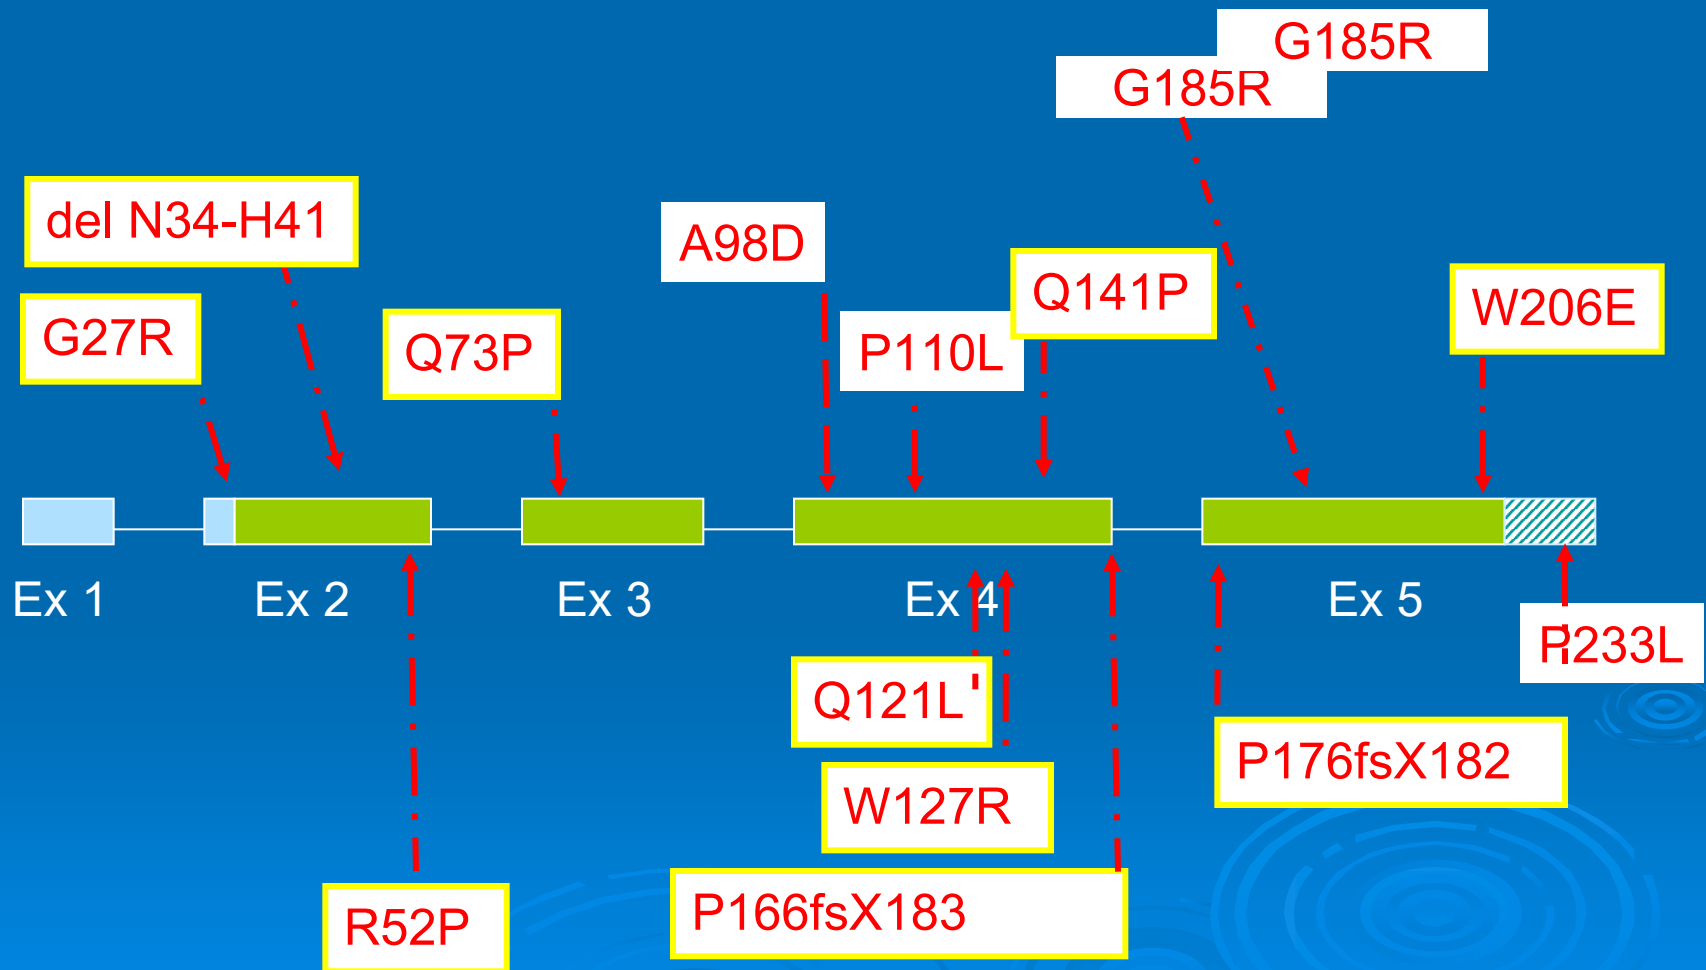 G185R
G185R
del N34-H41
A98D
Q141P
W206E
G27R
Q73P
P110L
Ex 1
Ex 2
Ex 3
Ex 4
Ex 5
P233L
Q121L
P176fsX182
W127R
P166fsX183
R52P